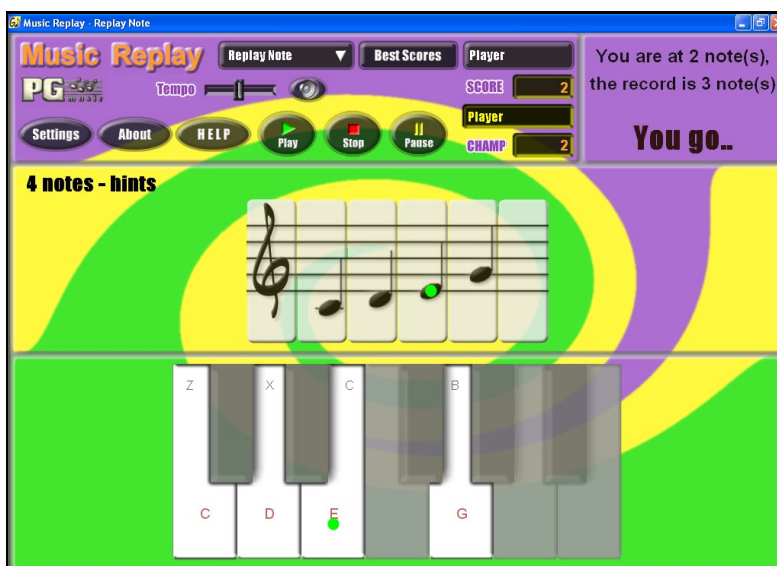 Music Replay - Replay Note
Music Replay
Replay Note
Best Scores
Player
PG music
Tempo
SCORE 2
Player
Settings
About
HELP
Play
Stop
Pause
CHAMP 2
You are at 2 note(s),
the record is 3 note(s)
You go..
4 notes - hints
Z X C B
C D E G